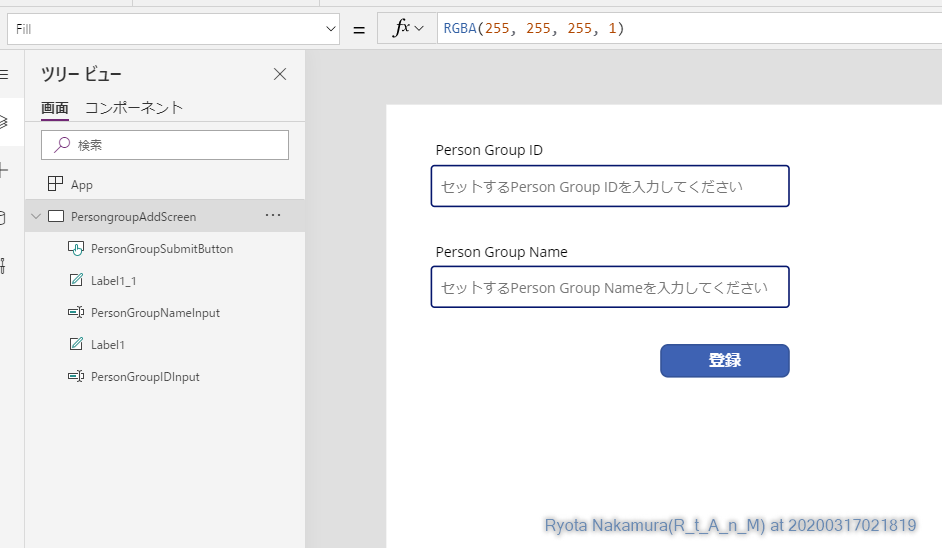 Fill
=
fx
RGBA(255, 255, 255, 1)
ツリー ビュー
画面 コンポーネント
検索
App
PersongroupAddScreen
PersonGroupSubmitButton
Label1_1
PersonGroupNameInput
Label1
PersonGroupIDInput
Person Group ID
セットするPerson Group IDを入力してください
Person Group Name
セットするPerson Group Nameを入力してください
登録
Ryota Nakamura(R_t_A_n_M) at 20200317021819